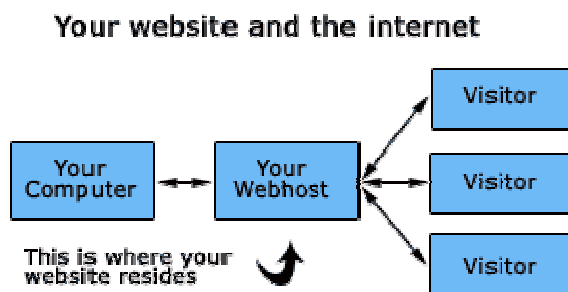 Your website and the internet
Visitor
Your
Computer
Your
Webhost
Visitor
This is where your
website resides
Visitor